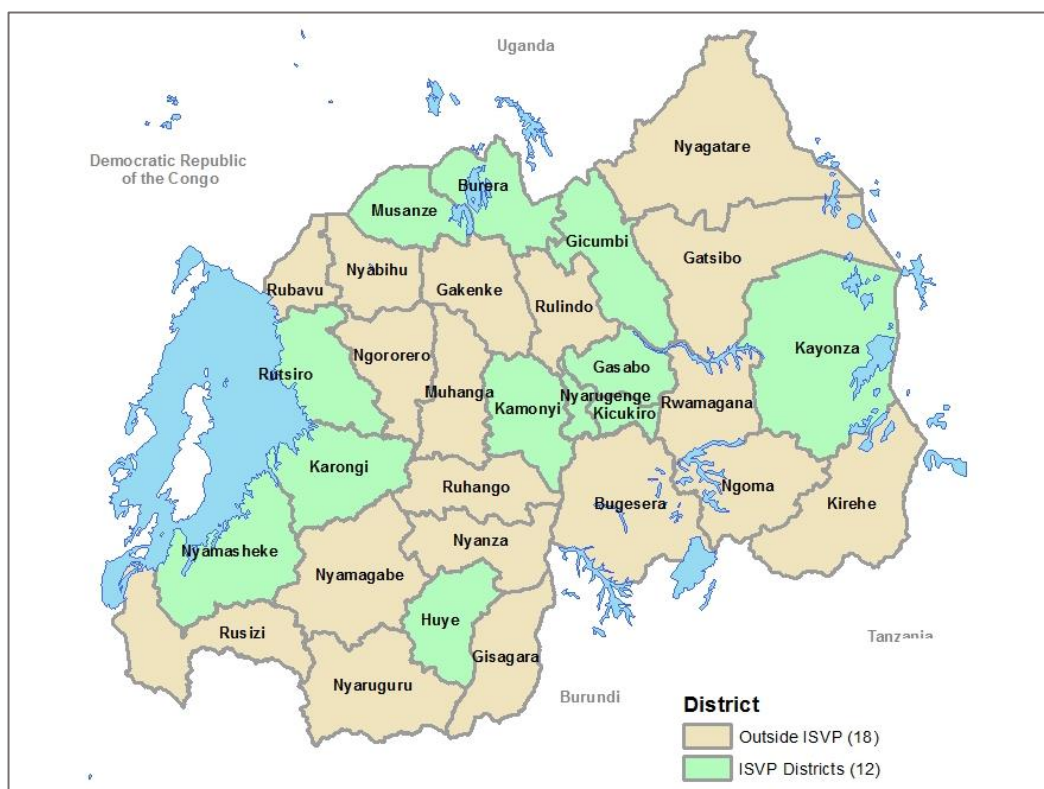 Uganda
Nyagatare
Democratic Republic
of the Congo
Burera
Musanze
Gicumbi
Gatsibo
Nyabihu
Rubavu
Gakenke
Rulindo
Kayonza
Ngororero
Gasabo
Rutsiro
Muhanga
Nyarugenge
Kamonyi
Kicukiro
Rwamagana
Karongi
Ruhango
Ngoma
Bugesera
Kirehe
Nyanza
Nyamasheke
Nyamagabe
Huye
Rusizi
Tanzania
Gisagara
Nyaruguru
Burundi
District
Outside ISVP (18)
ISVP Districts (12)